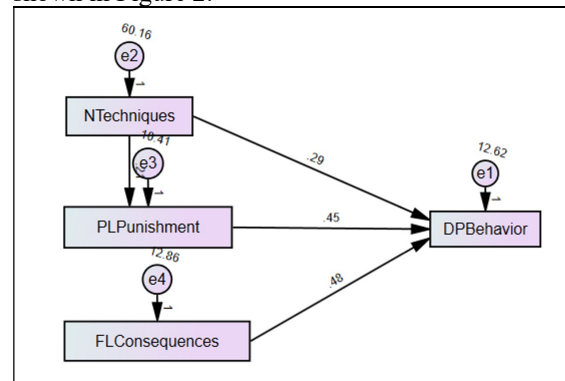 shown in Figure 2.
60.16
e2
1
NTechniques
18.41
e3
1
PLPunishment
12.86
e4
1
FLConsequences
.29
.45
.48
12.62
e1
1
DPBehavior